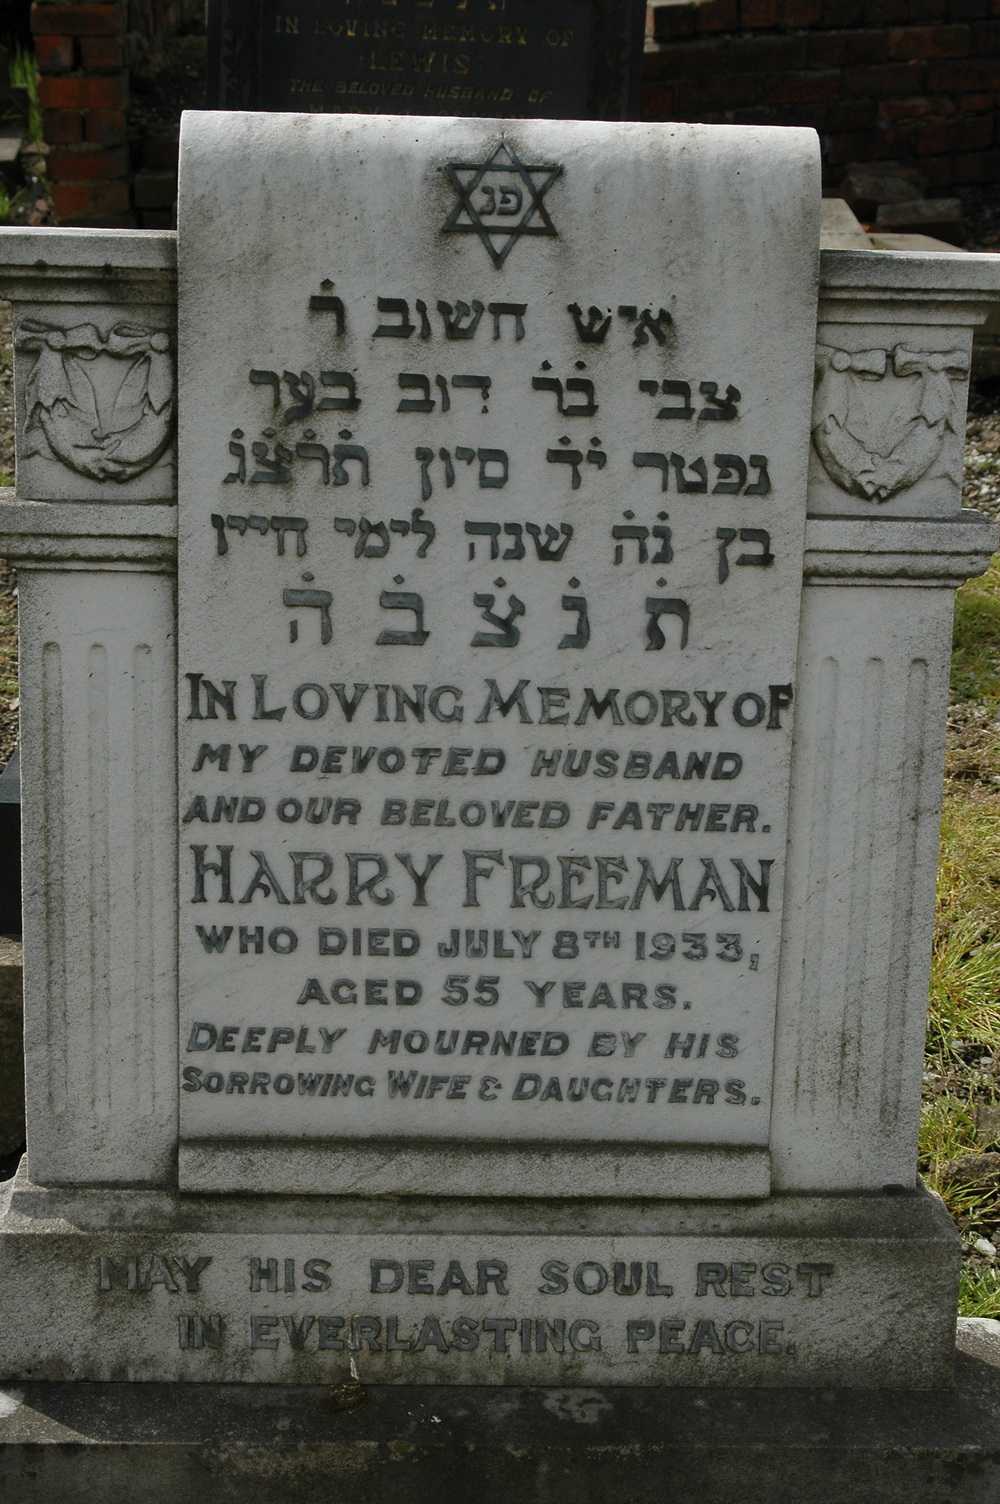 IN LOVING MEMORY OF
LEWIS
THE BELOVED HUSBAND OF
פנ
איש חשוב ר
צבי בר דוב בער
נפטר יד סיון תרצג
בן נה שנה לימי חייו
תנצבה
IN LOVING MEMORY OF
MY DEVOTED HUSBAND
AND OUR BELOVED FATHER.
HARRY FREEMAN
WHO DIED JULY 8TH 1933,
AGED 55 YEARS.
DEEPLY MOURNED BY HIS
SORROWING WIFE & DAUGHTERS.
MAY HIS DEAR SOUL REST
IN EVERLASTING PEACE.